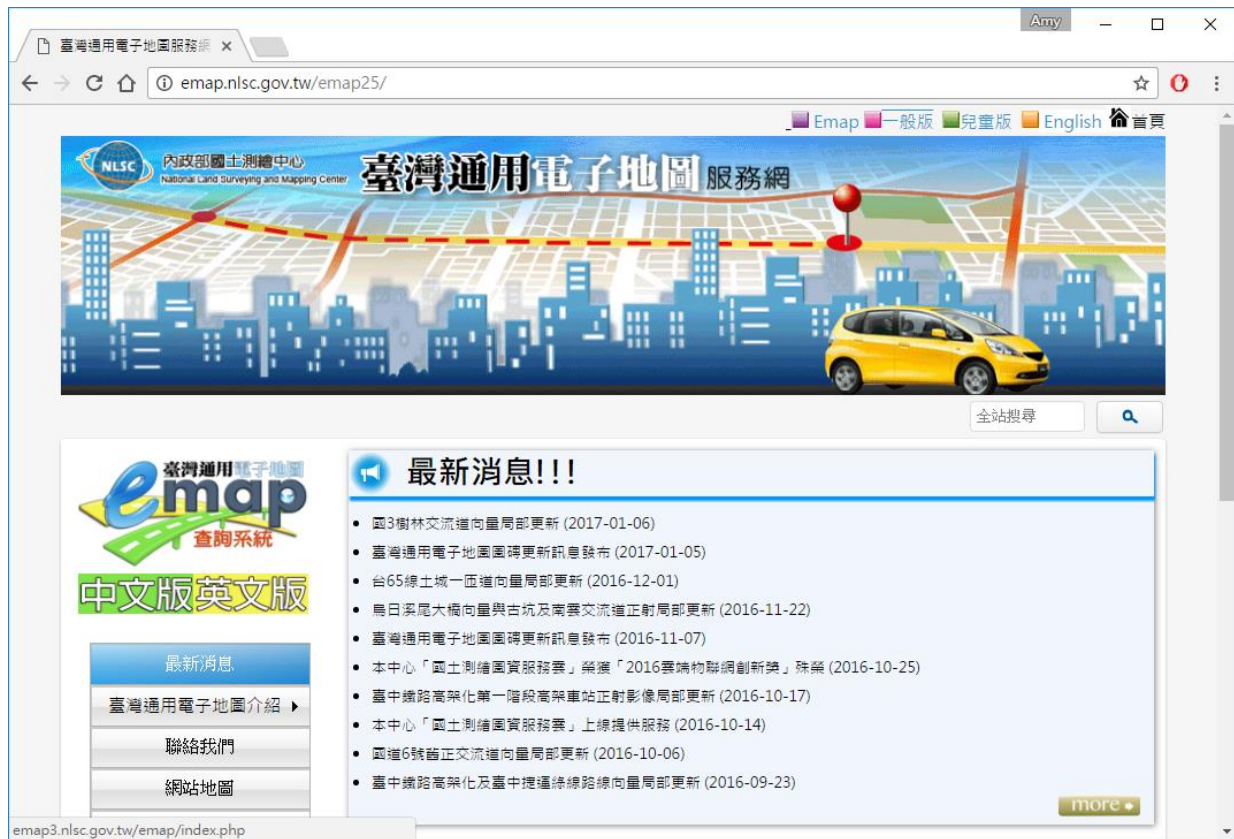 Amy
臺灣通用電子地圖服務網
emap.nlsc.gov.tw/emap25/
Emap 一般版 兒童版 English 首頁
NLSC 內政部國土測繪中心
National Land Surveying and Mapping Center
臺灣通用電子地圖 服務網
全站搜尋
臺灣通用電子地圖
emap
查詢系統
中文版英文版
最新消息
臺灣通用電子地圖介紹
聯絡我們
網站地圖
最新消息!!!
國3樹林交流道向量局部更新 (2017-01-06)
臺灣通用電子地圖圖磚更新訊息發布 (2017-01-05)
台65線土城一匝道向量局部更新 (2016-12-01)
烏日溪尾大橋向量與古坑及南雲交流道正射局部更新 (2016-11-22)
臺灣通用電子地圖圖磚更新訊息發布 (2016-11-07)
本中心「國土測繪圖資服務雲」榮獲「2016雲端物聯網創新獎」殊榮 (2016-10-25)
臺中鐵路高架化第一階段高架車站正射影像局部更新 (2016-10-17)
本中心「國土測繪圖資服務雲」上線提供服務 (2016-10-14)
國道6號舊正交流道向量局部更新 (2016-10-06)
臺中鐵路高架化及臺中捷運綠線路線向量局部更新 (2016-09-23)
more
emap3.nlsc.gov.tw/emap/index.php